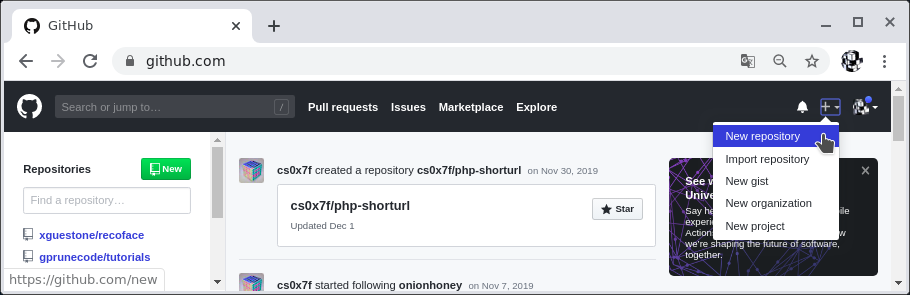 GitHub
github.com
Search or jump to…
/
Pull requests
Issues
Marketplace
Explore
New repository
Import repository
New gist
New organization
New project
Repositories
New
Find a repository…
xguestone/recoface
gprunecode/tutorials
https://github.com/new
cs0x7f created a repository cs0x7f/php-shorturl on Nov 30, 2019
cs0x7f/php-shorturl
Star
Updated Dec 1
cs0x7f started following onionhoney on Nov 7, 2019
See
Unive
Say he
experie
Action
we're shaping the future of software,
together.